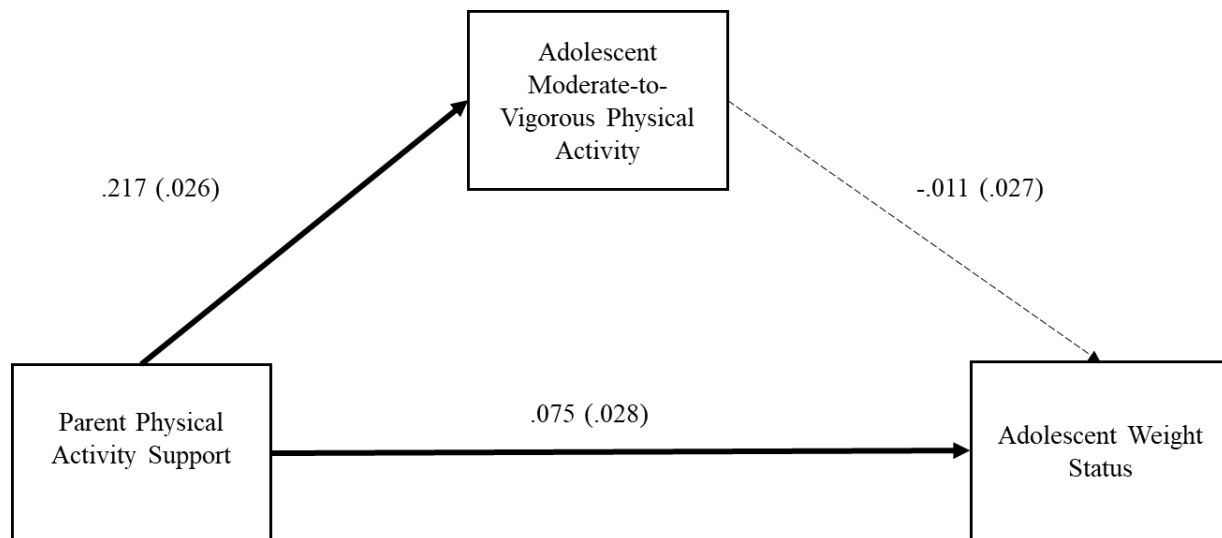 Adolescent
Moderate-to-
Vigorous Physical
Activity
.217 (.026)
-.011 (.027)
Parent Physical
Activity Support
.075 (.028)
Adolescent Weight
Status